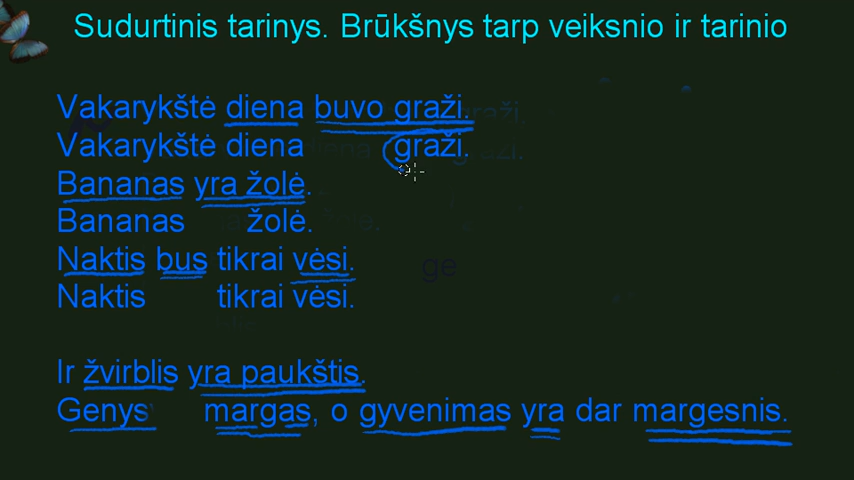 Sudurtinis tarinys. Brūkšnys tarp veiksnio ir tarinio
Vakarykštė diena buvo graži.
Vakarykštė diena graži.
Bananas yra žolė.
Bananas žolė.
Naktis bus tikrai vėsi.
Naktis tikrai vėsi.
Ir žvirblis yra paukštis.
Genys margas, o gyvenimas yra dar margesnis.